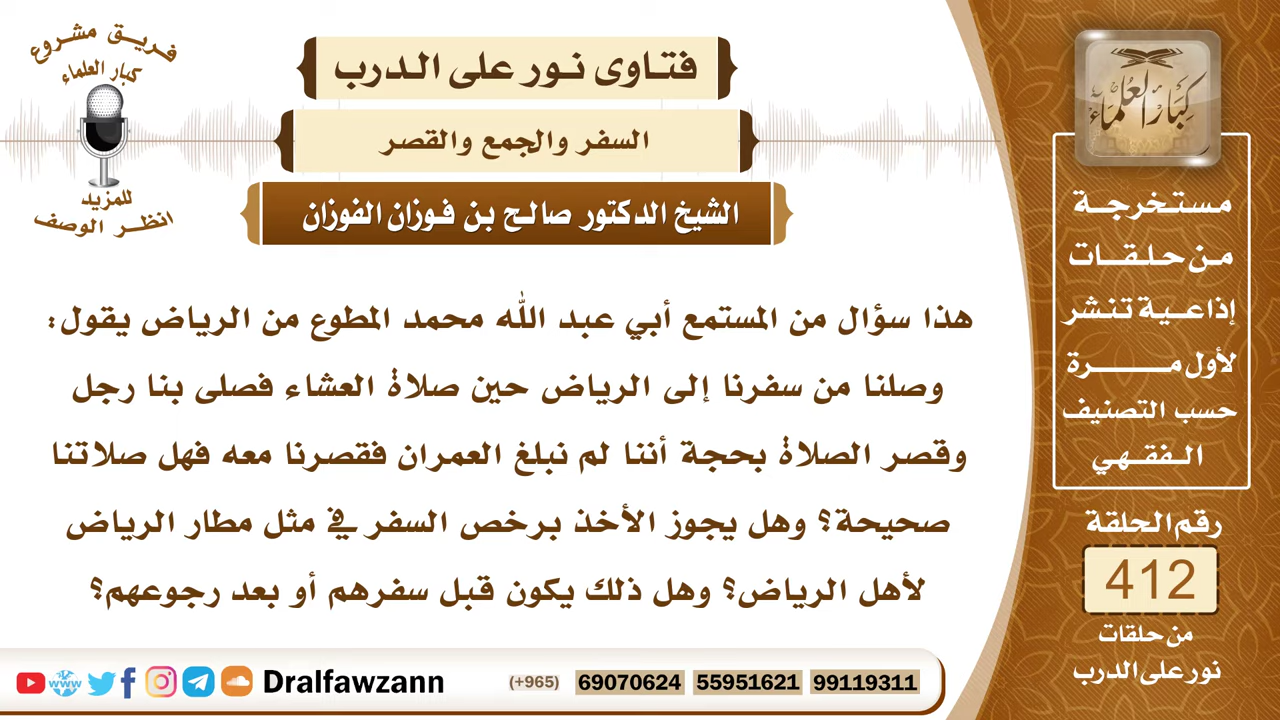 فريق مشروع
كبار العلماء
للمزيد
انظر الوصف
فتاوى نور على الدرب
السفر والجمع والقصر
الشيخ الدكتور صالح بن فوزان الفوزان
هذا سؤال من المستمع أبي عبد الله محمد المطوع من الرياض يقول:
وصلنا من سفرنا إلى الرياض حين صلاة العشاء فصلى بنا رجل
وقصر الصلاة بحجة أننا لم نبلغ العمران فقصرنا معه فهل صلاتنا
صحيحة؟ وهل يجوز الأخذ برخص السفر في مثل مطار الرياض
لأهل الرياض؟ وهل ذلك يكون قبل سفرهم أو بعد رجوعهم؟
كبار العلماء
مستخرجة
من حلقات
إذاعية تنشر
لأول مرة
حسب التصنيف
الفقهي
رقم الحلقة
412
من حلقات
نور على الدرب
www Dralfawzann (+965) 69070624 55951621 99119311